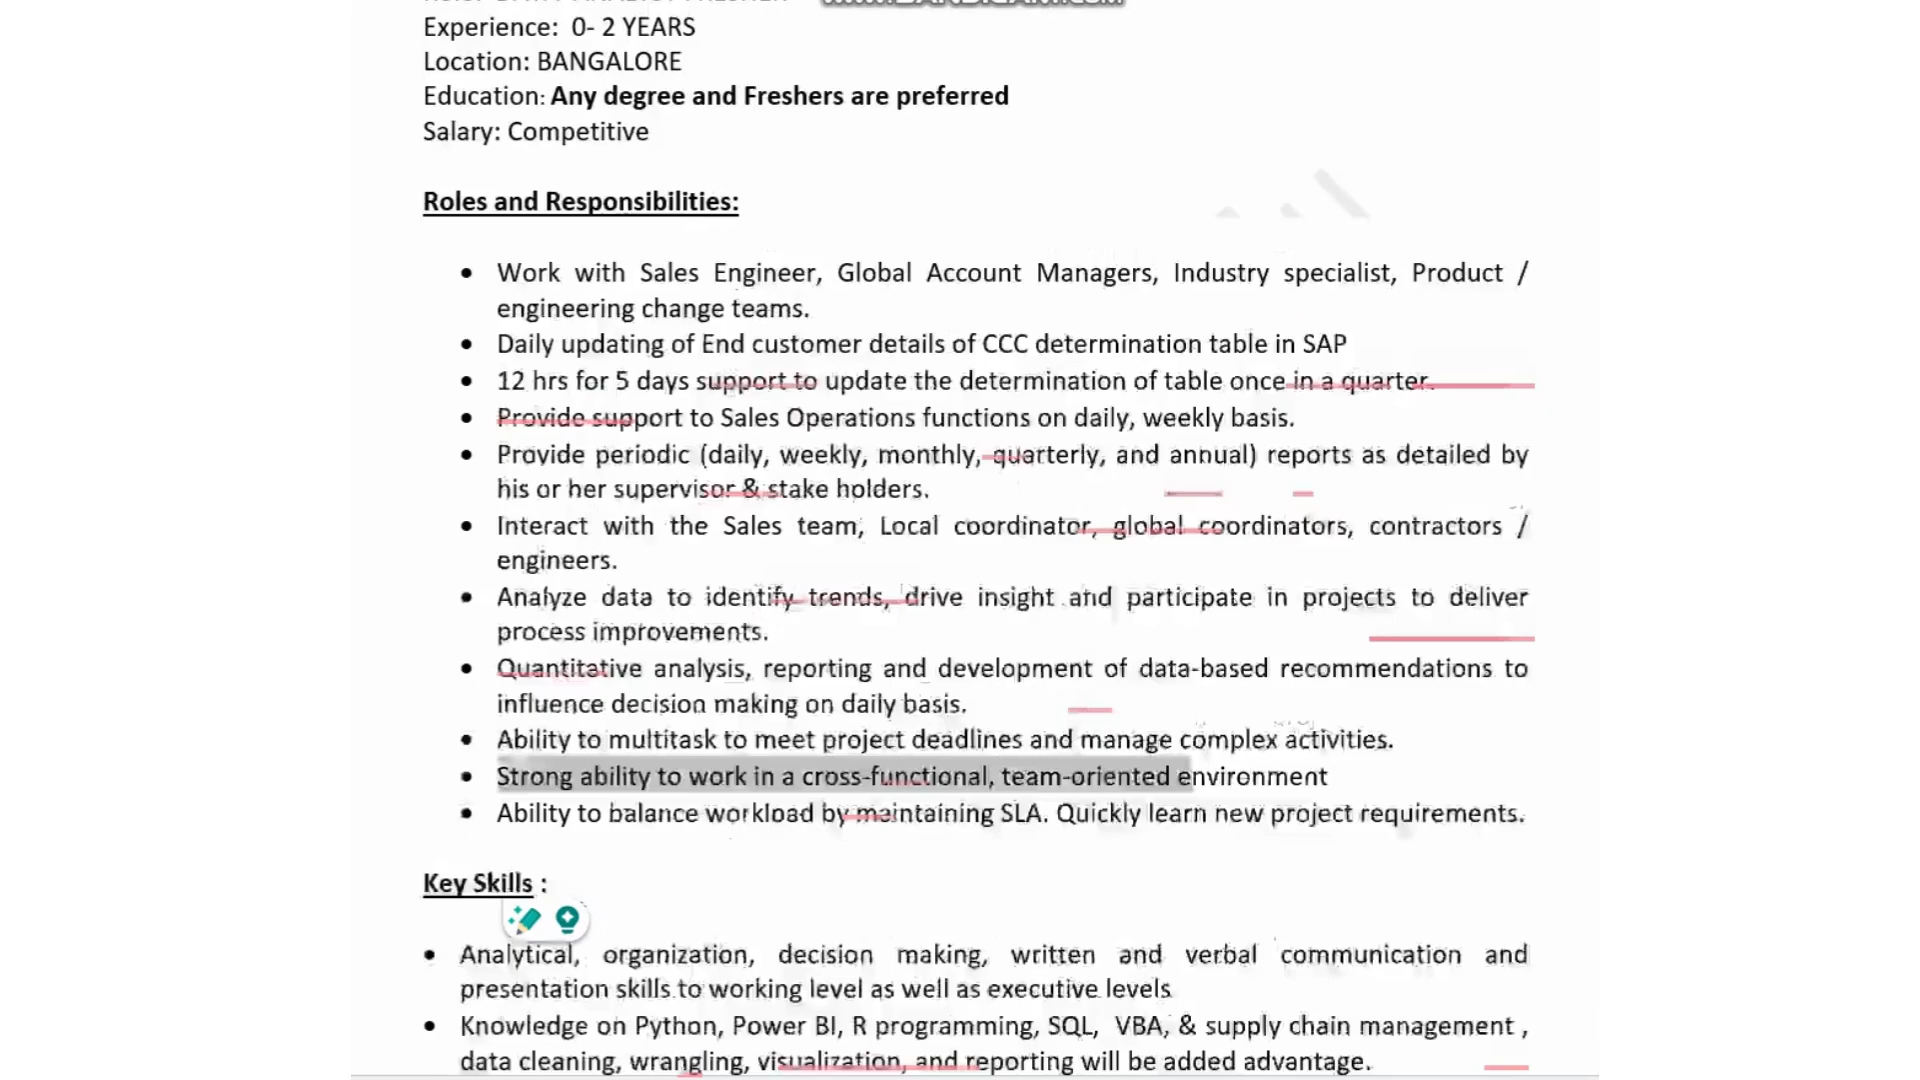 Experience: 0- 2 YEARS
Location: BANGALORE
Education: Any degree and Freshers are preferred
Salary: Competitive
Roles and Responsibilities:
• Work with Sales Engineer, Global Account Managers, Industry specialist, Product /
engineering change teams.
• Daily updating of End customer details of CCC determination table in SAP
• 12 hrs for 5 days support to update the determination of table once in a quarter.
• Provide support to Sales Operations functions on daily, weekly basis.
• Provide periodic (daily, weekly, monthly, quarterly, and annual) reports as detailed by
his or her supervisor & stake holders.
• Interact with the Sales team, Local coordinator, global coordinators, contractors /
engineers.
• Analyze data to identify trends, drive insight and participate in projects to deliver
process improvements.
• Quantitative analysis, reporting and development of data-based recommendations to
influence decision making on daily basis.
• Ability to multitask to meet project deadlines and manage complex activities.
• Strong ability to work in a cross-functional, team-oriented environment
• Ability to balance workload by maintaining SLA. Quickly learn new project requirements.
Key Skills :
• Analytical, organization, decision making, written and verbal communication and
presentation skills to working level as well as executive levels
• Knowledge on Python, Power BI, R programming, SQL, VBA, & supply chain management ,
data cleaning, wrangling, visualization, and reporting will be added advantage.